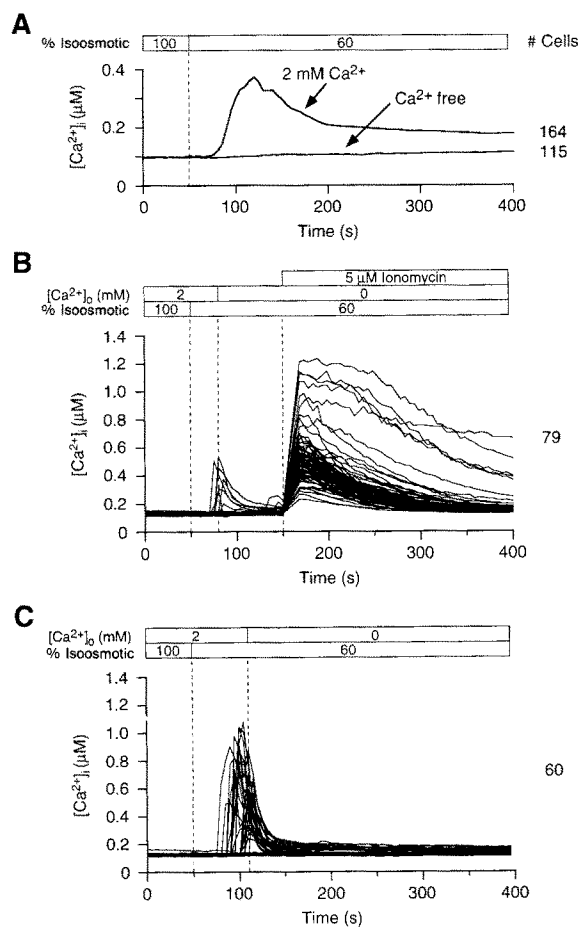 A
% Isoosmotic 100 60 # Cells
0.4
2 mM Ca2+
Ca2+ free
[Ca2+]i (μM)
0.2
164
115
0
0 100 200 300 400
Time (s)
B
5 μM Ionomycin
[Ca2+]o (mM) 2 0
% Isoosmotic 100 60
1.4
1.2
1.0
0.8
[Ca2+]i (μM)
79
0.6
0.4
0.2
0
0 100 200 300 400
Time (s)
C
[Ca2+]o (mM) 2 0
% Isoosmotic 100 60
1.4
1.2
1.0
0.8
[Ca2+]i (μM)
60
0.6
0.4
0.2
0
0 100 200 300 400
Time (s)